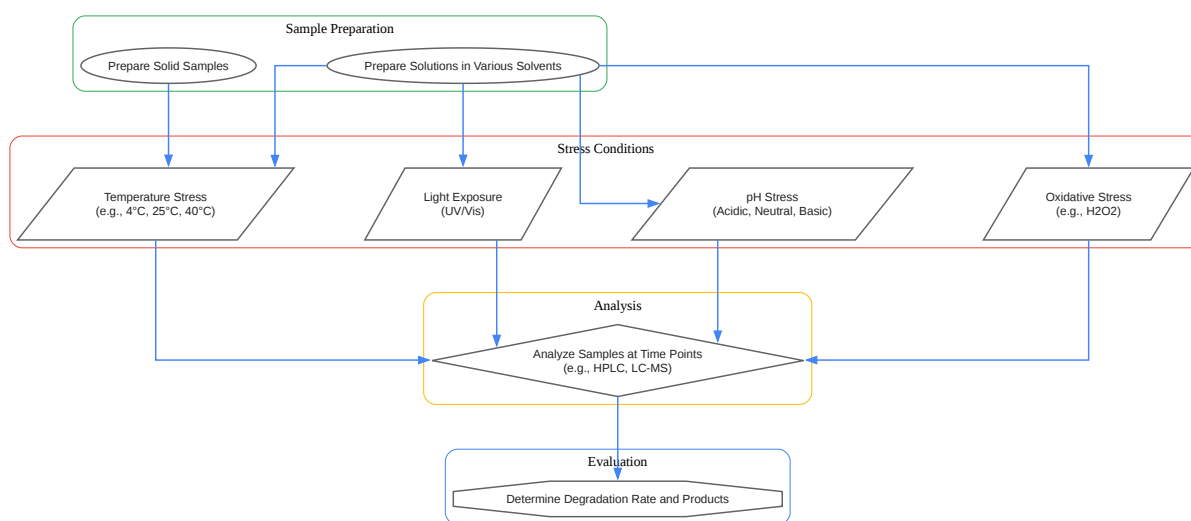 Sample Preparation
Prepare Solid Samples
Prepare Solutions in Various Solvents
Stress Conditions
Temperature Stress
(e.g., 4°C, 25°C, 40°C)
Light Exposure
(UV/Vis)
pH Stress
(Acidic, Neutral, Basic)
Oxidative Stress
(e.g., H2O2)
Analysis
Analyze Samples at Time Points
(e.g., HPLC, LC-MS)
Evaluation
Determine Degradation Rate and Products